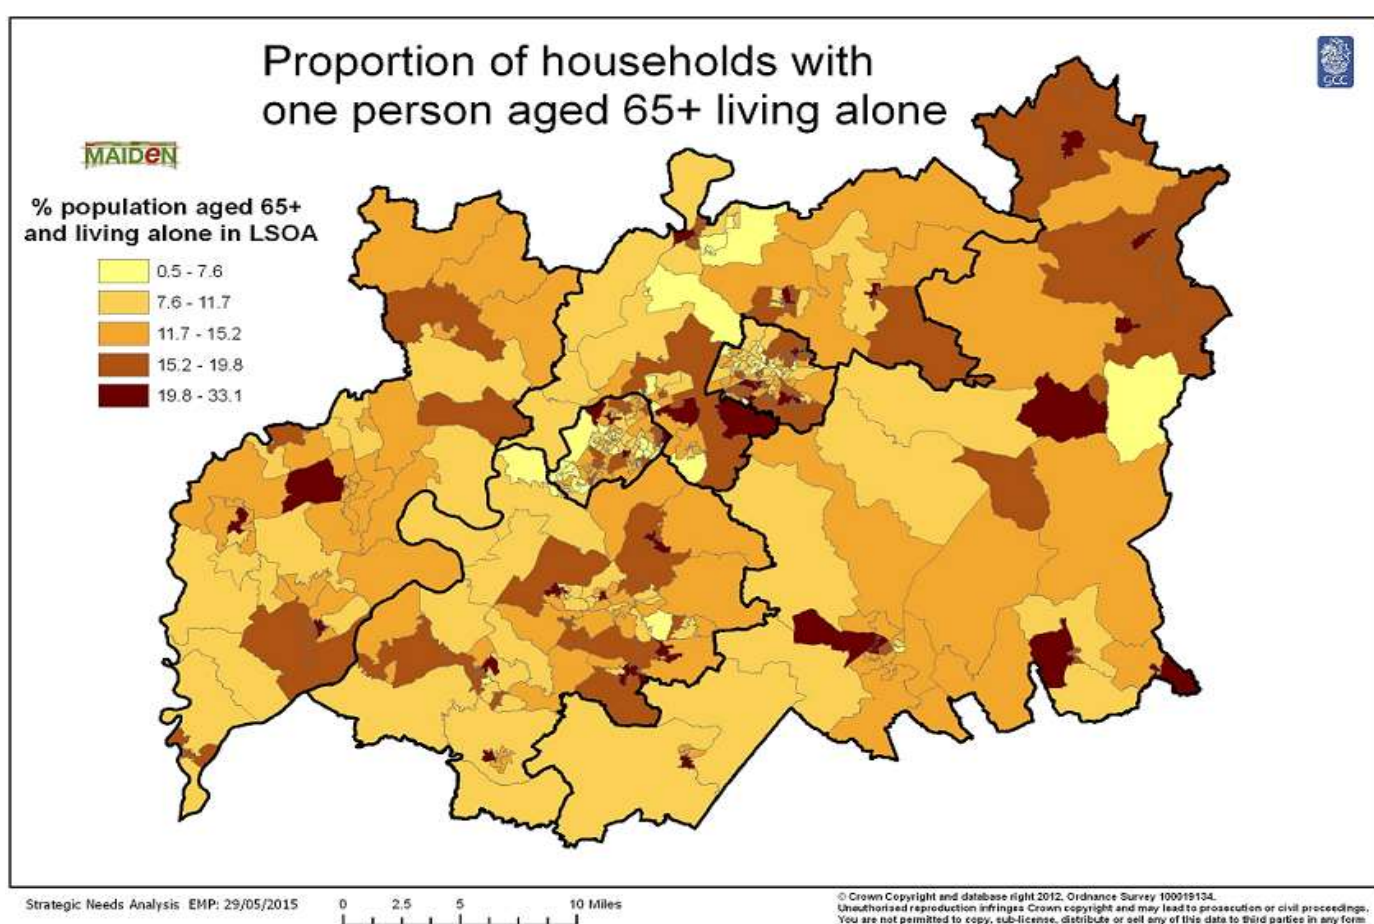 Proportion of households with
one person aged 65+ living alone
GCC
MAIDeN
% population aged 65+
and living alone in LSOA
0.5 - 7.6
7.6 - 11.7
11.7 - 15.2
15.2 - 19.8
19.8 - 33.1
Strategic Needs Analysis EMP: 29/05/2015
0 2.5 5 10 Miles
© Crown Copyright and database right 2012. Ordnance Survey 100019134.
Unauthorised reproduction infringes Crown copyright and may lead to prosecution or civil proceedings.
You are not permitted to copy, sub-license, distribute or sell any of this data to third parties in any form